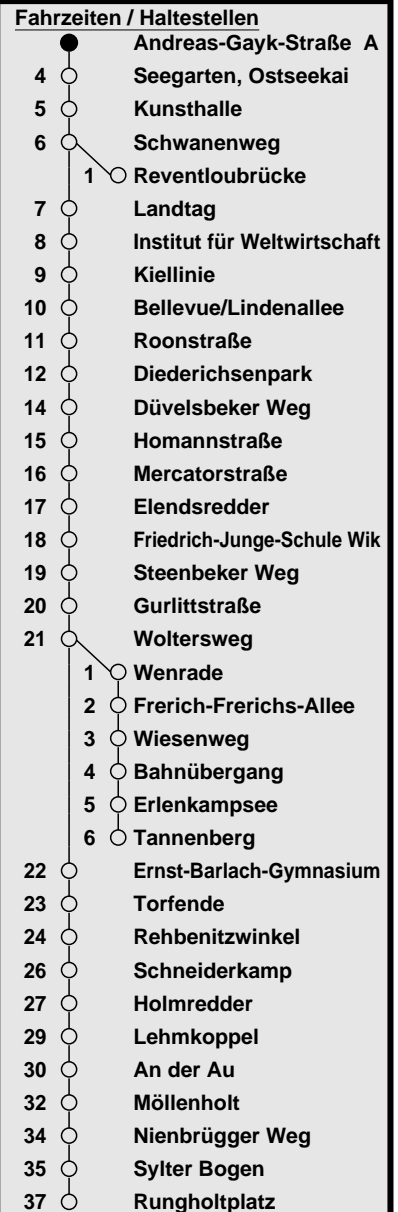 Fahrzeiten / Haltestellen
Andreas-Gayk-Straße A
4 Seegarten, Ostseekai
5 Kunsthalle
6 Schwanenweg
1 Reventloubrücke
7 Landtag
8 Institut für Weltwirtschaft
9 Kiellinie
10 Bellevue/Lindenallee
11 Roonstraße
12 Diederichsenpark
14 Düvelsbeker Weg
15 Homannstraße
16 Mercatorstraße
17 Elendsredder
18 Friedrich-Junge-Schule Wik
19 Steenbeker Weg
20 Gurlittstraße
21 Woltersweg
1 Wenrade
2 Frerich-Frerichs-Allee
3 Wiesenweg
4 Bahnübergang
5 Erlenkampsee
6 Tannenberg
22 Ernst-Barlach-Gymnasium
23 Torfende
24 Rehbenitzwinkel
26 Schneiderkamp
27 Holmredder
29 Lehmkoppel
30 An der Au
32 Möllenholt
34 Nienbrügger Weg
35 Sylter Bogen
37 Rungholtplatz